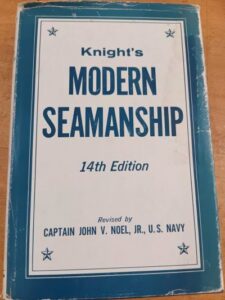 Knight's
MODERN
SEAMANSHIP
14th Edition
Revised by
CAPTAIN JOHN V. NOEL, JR., U.S. NAVY